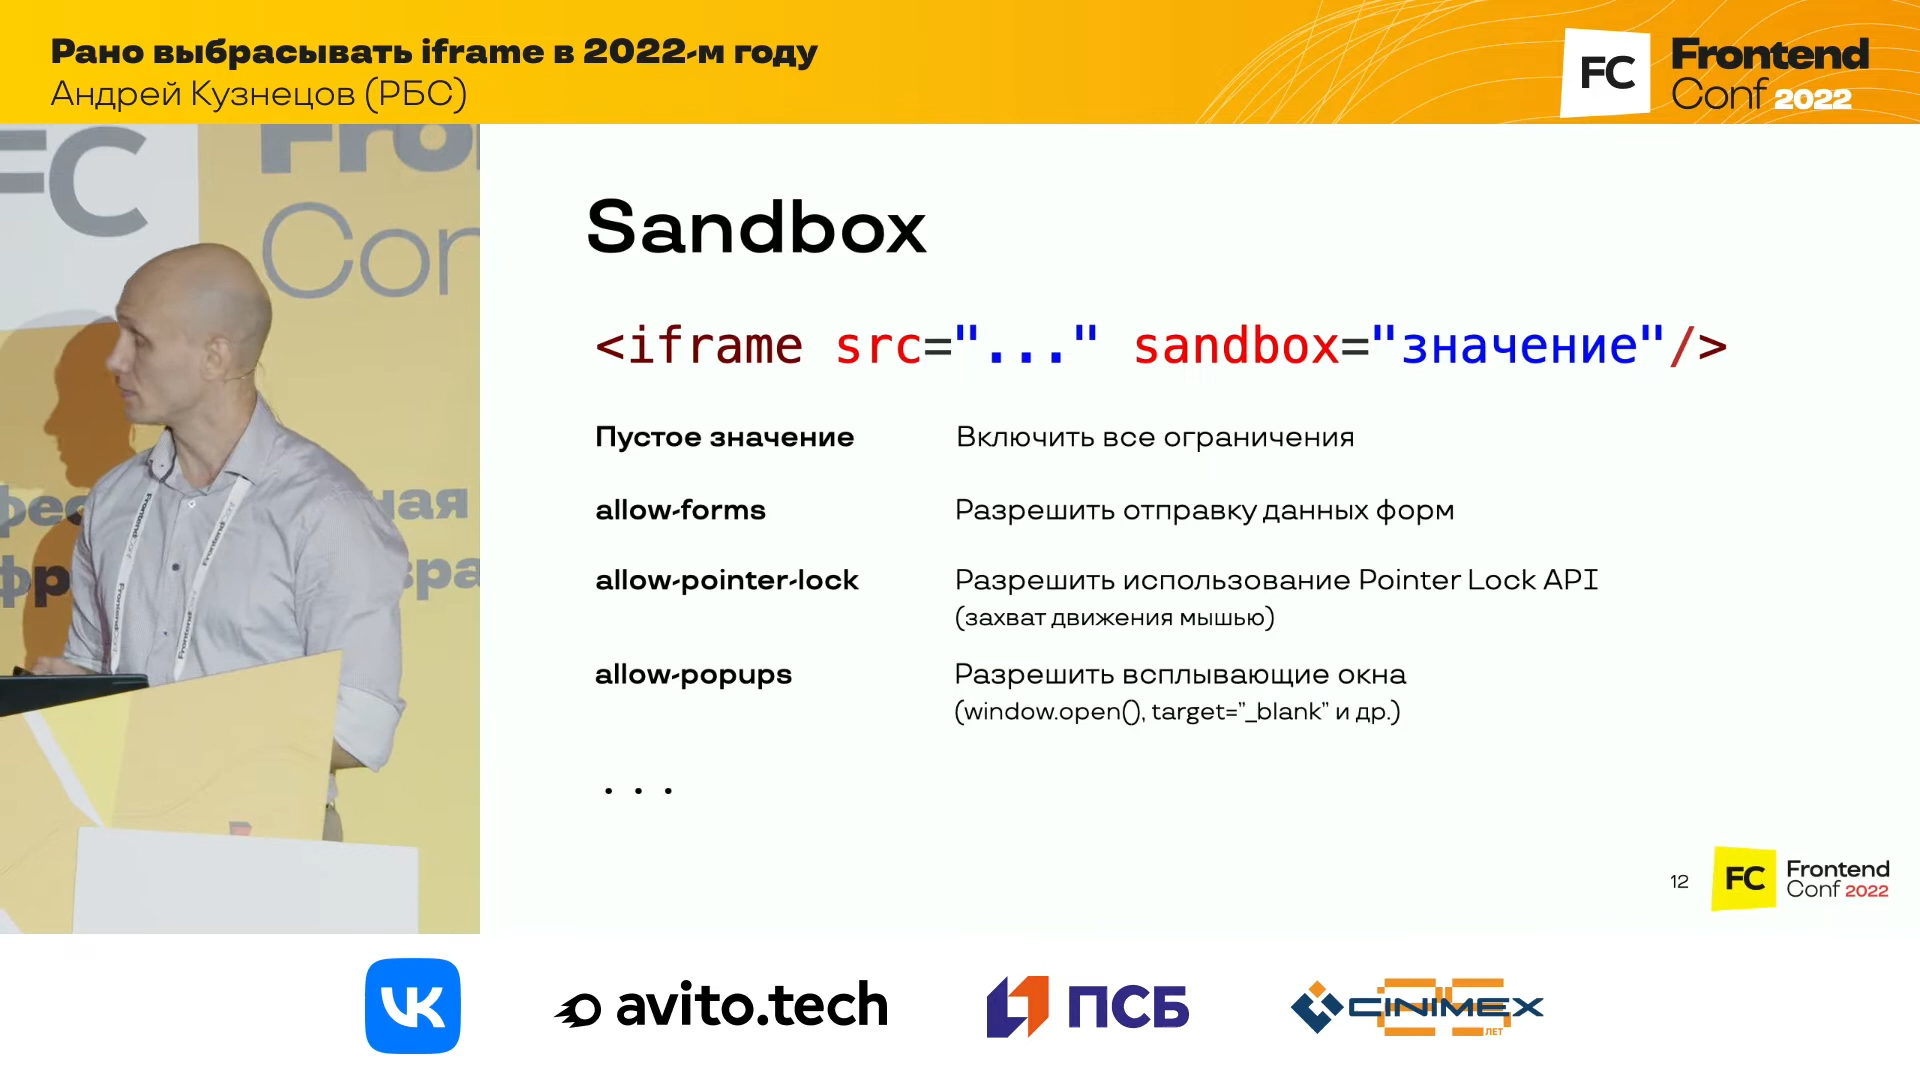 Рано выбрасывать iframe в 2022-м году
Андрей Кузнецов (РБС)
FC
Frontend
Conf 2022
Sandbox
<iframe src="..." sandbox="значение"/>
Пустое значение Включить все ограничения
allow-forms Разрешить отправку данных форм
allow-pointer-lock Разрешить использование Pointer Lock API
(захват движения мышью)
allow-popups Разрешить всплывающие окна
(window.open(), target=”_blank” и др.)
...
12
FC
Frontend
Conf 2022
VK
avito.tech
ПСБ
CINIMEX
25
ЛЕТ